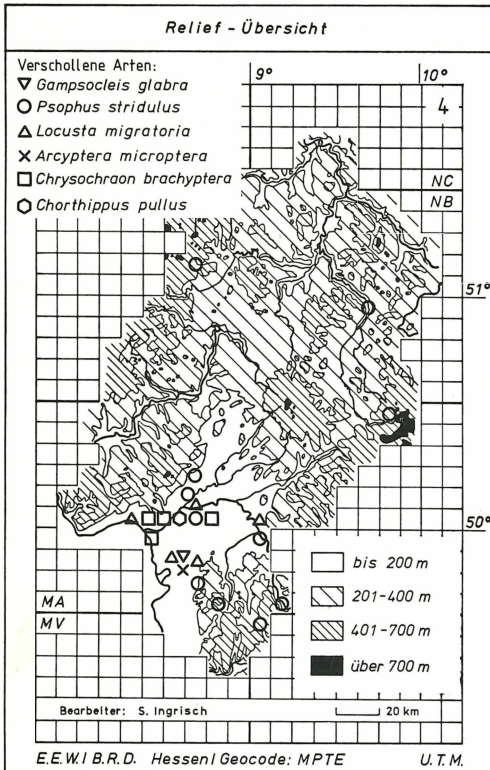 Relief - Übersicht
Verschollene Arten:
Gampsocleis glabra
Psophus stridulus
Locusta migratoria
Arcyptera microptera
Chrysochraon brachyptera
Chorthippus pullus
9° 10°
4
NC
NB
51°
50°
MA
MV
bis 200 m
201-400 m
401-700 m
über 700 m
Bearbeiter: S. Ingrisch
20 km
E.E.W./ B.R.D. Hessen/ Geocode: MPTE U.T.M.